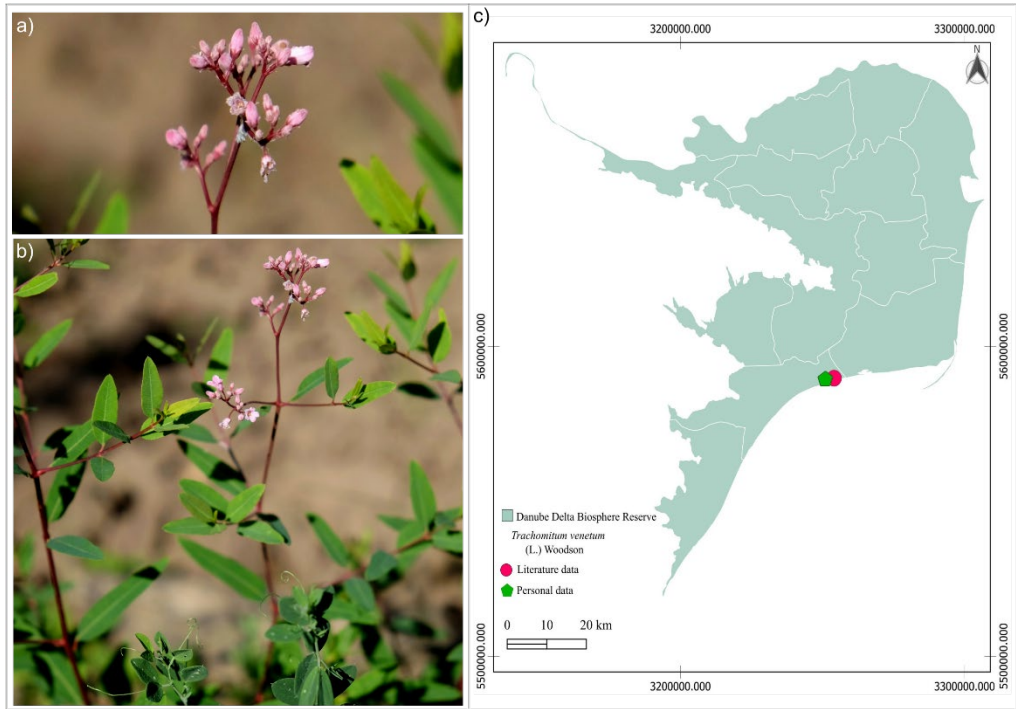 a)
b)
c)
3200000.000
3300000.000
5600000.000
5600000.000
Danube Delta Biosphere Reserve
Trachomitum venetum
(L.) Woodson
Literature data
Personal data
0 10 20 km
5500000.000
5500000.000
3200000.000
3300000.000
N